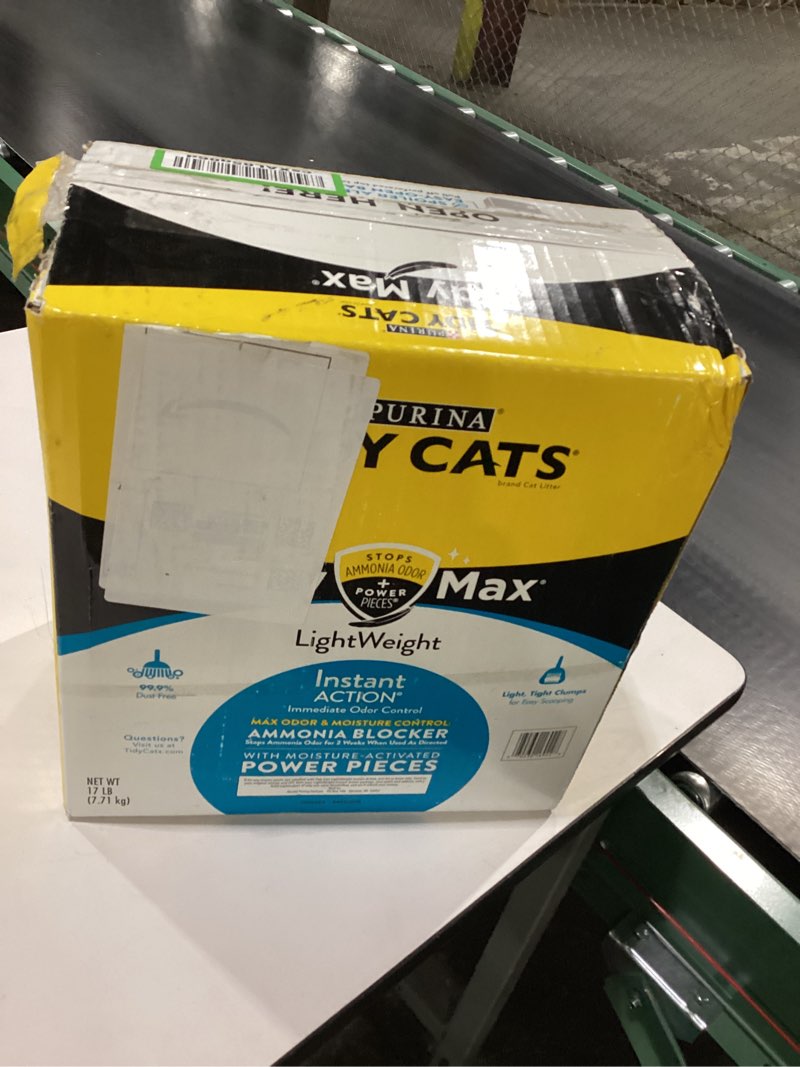 OPEN HERE!
dy Max®
TIDY CATS
PURINA
PURINA®
Y CATS®
brand Cat Litter
STOPS
AMMONIA ODOR
+
POWER
PIECES®
y Max®
LightWeight
99.9%
Dust Free
Instant
ACTION®
Immediate Odor Control
Light, Tight Clumps
for Easy Scooping
MAX ODOR & MOISTURE CONTROL
AMMONIA BLOCKER
Stops Ammonia Odor for 2 Weeks When Used As Directed
Questions?
Visit us at
TidyCats.com
WITH MOISTURE-ACTIVATED
POWER PIECES
NET WT
17 LB
(7.71 kg)